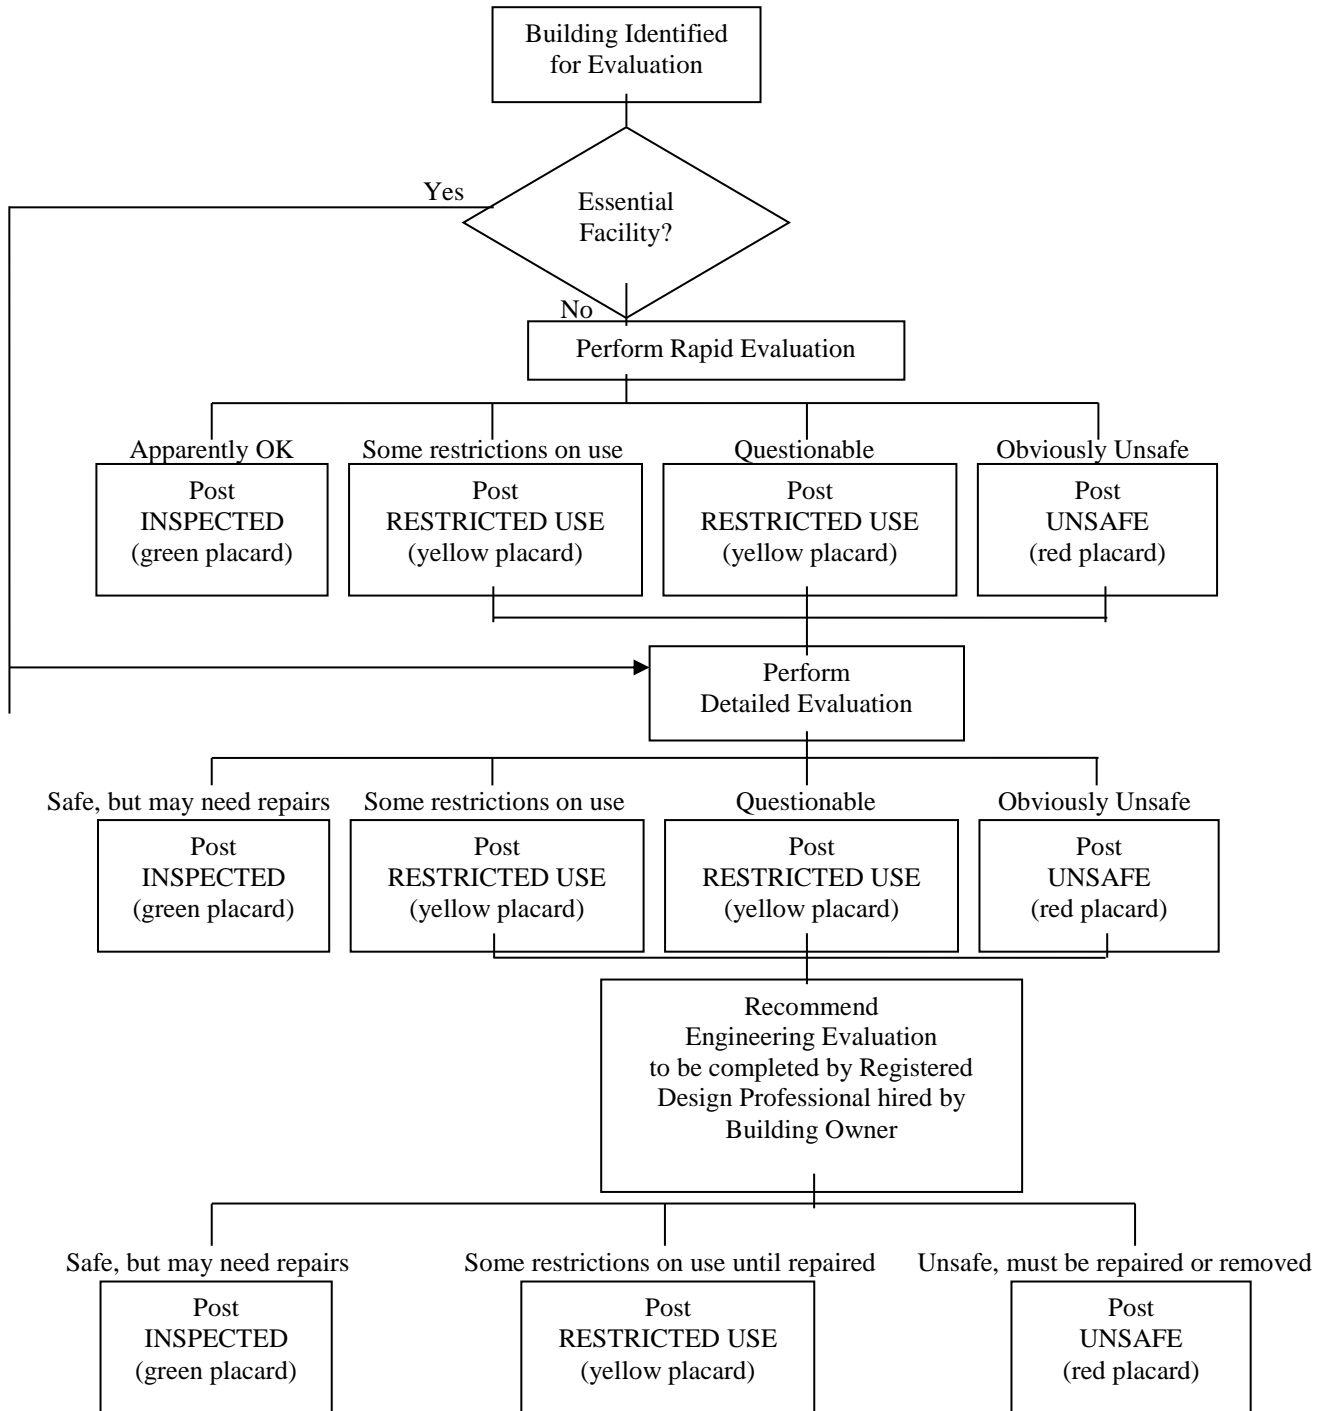 Building Identified
for Evaluation
Yes
Essential
Facility?
No
Perform Rapid Evaluation
Apparently OK
Post
INSPECTED
(green placard)
Some restrictions on use
Post
RESTRICTED USE
(yellow placard)
Questionable
Post
RESTRICTED USE
(yellow placard)
Obviously Unsafe
Post
UNSAFE
(red placard)
Perform
Detailed Evaluation
Safe, but may need repairs
Post
INSPECTED
(green placard)
Some restrictions on use
Post
RESTRICTED USE
(yellow placard)
Questionable
Post
RESTRICTED USE
(yellow placard)
Obviously Unsafe
Post
UNSAFE
(red placard)
Recommend
Engineering Evaluation
to be completed by Registered
Design Professional hired by
Building Owner
Safe, but may need repairs
Post
INSPECTED
(green placard)
Some restrictions on use until repaired
Post
RESTRICTED USE
(yellow placard)
Unsafe, must be repaired or removed
Post
UNSAFE
(red placard)